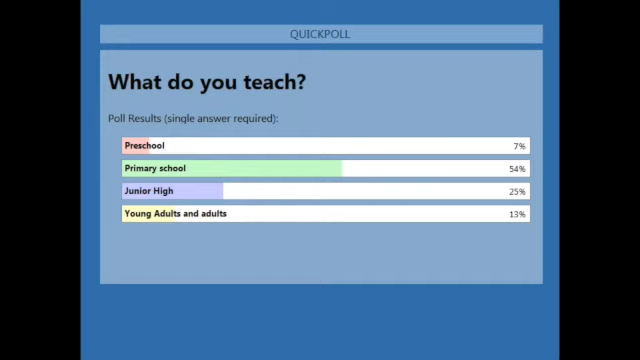 QUICKPOLL
What do you teach?
Poll Results (single answer required):
Preschool 7%
Primary school 54%
Junior High 25%
Young Adults and adults 13%